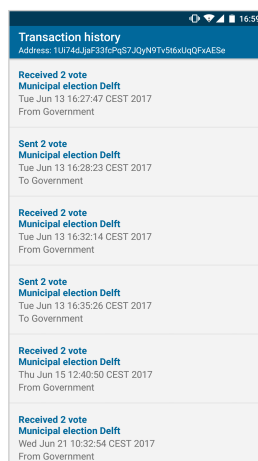 16:59
Transaction history
Address: 1Ui74dJjaF33fcPqS7JQyN9Tv5t6xUqQFxAESe
Received 2 vote
Municipal election Delft
Tue Jun 13 16:27:47 CEST 2017
From Government
Sent 2 vote
Municipal election Delft
Tue Jun 13 16:28:23 CEST 2017
To Government
Received 2 vote
Municipal election Delft
Tue Jun 13 16:32:14 CEST 2017
From Government
Sent 2 vote
Municipal election Delft
Tue Jun 13 16:35:26 CEST 2017
To Government
Received 2 vote
Municipal election Delft
Thu Jun 15 12:40:50 CEST 2017
From Government
Received 2 vote
Municipal election Delft
Wed Jun 21 10:32:54 CEST 2017
From Government